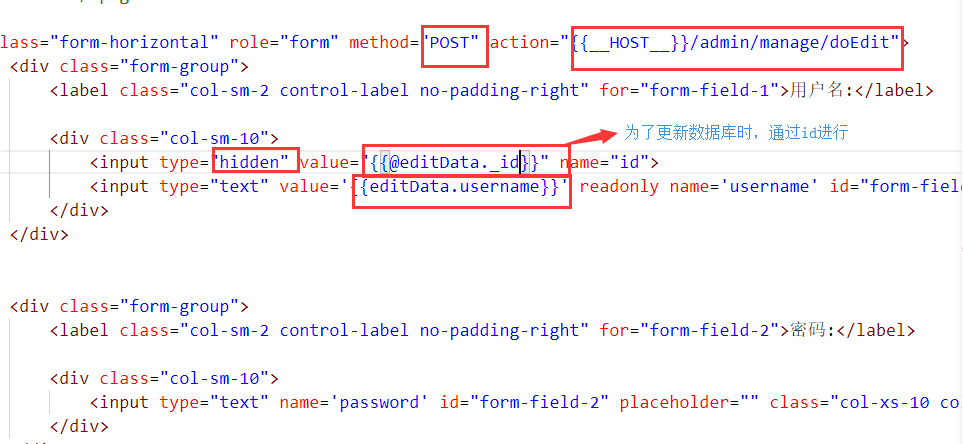 lass="form-horizontal" role="form" method="POST" action="{{__HOST__}}/admin/manage/doEdit">
<div class="form-group">
<label class="col-sm-2 control-label no-padding-right" for="form-field-1">用户名:</label>
<div class="col-sm-10">
为了更新数据库时，通过id进行
<input type="hidden" value="{{@editData._id}}" name="id">
<input type="text" value='{{editData.username}}' readonly name='username' id="form-fiel
</div>
</div>
<div class="form-group">
<label class="col-sm-2 control-label no-padding-right" for="form-field-2">密码:</label>
<div class="col-sm-10">
<input type="text" name='password' id="form-field-2" placeholder="" class="col-xs-10 co
</div>